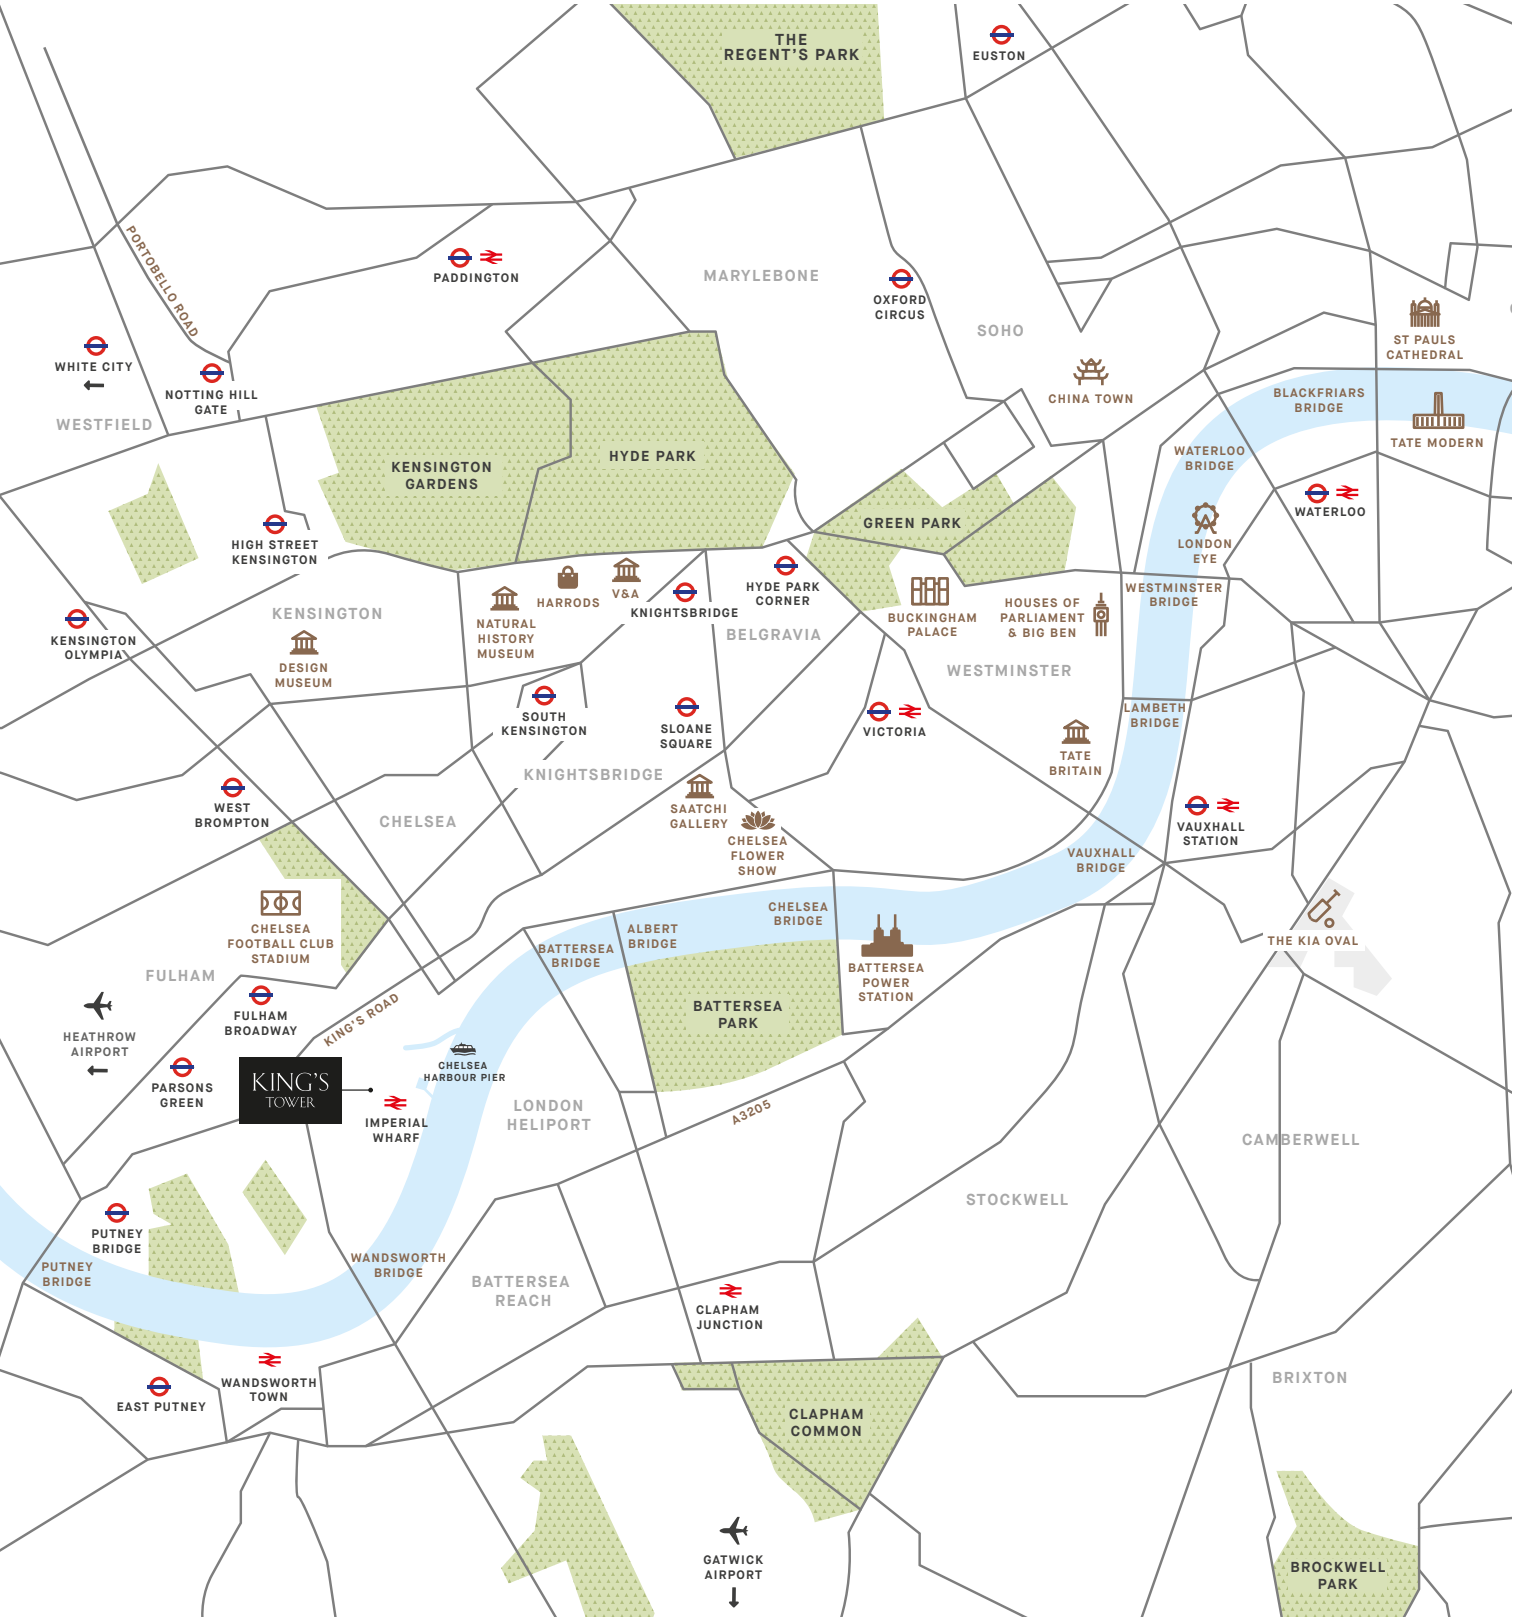 THE
REGENT'S PARK
EUSTON
PORTOBELLO ROAD
PADDINGTON
MARYLEBONE
OXFORD
CIRCUS
SOHO
ST PAULS
CATHEDRAL
WHITE CITY
NOTTING HILL
GATE
WESTFIELD
CHINA TOWN
BLACKFRIARS
BRIDGE
TATE MODERN
WATERLOO
BRIDGE
KENSINGTON
GARDENS
HYDE PARK
WATERLOO
GREEN PARK
HIGH STREET
KENSINGTON
LONDON
EYE
HARRODS
V&A
KNIGHTSBRIDGE
HYDE PARK
CORNER
BUCKINGHAM
PALACE
HOUSES OF
PARLIAMENT
& BIG BEN
WESTMINSTER
BRIDGE
KENSINGTON
NATURAL
HISTORY
MUSEUM
BELGRAVIA
KENSINGTON
OLYMPIA
DESIGN
MUSEUM
WESTMINSTER
SOUTH
KENSINGTON
SLOANE
SQUARE
VICTORIA
LAMBETH
BRIDGE
TATE
BRITAIN
KNIGHTSBRIDGE
WEST
BROMPTON
CHELSEA
SAATCHI
GALLERY
CHELSEA
FLOWER
SHOW
VAUXHALL
STATION
VAUXHALL
BRIDGE
CHELSEA
FOOTBALL CLUB
STADIUM
ALBERT
BRIDGE
CHELSEA
BRIDGE
BATTERSEA
BRIDGE
THE KIA OVAL
FULHAM
BATTERSEA
POWER
STATION
FULHAM
BROADWAY
KING'S ROAD
BATTERSEA
PARK
HEATHROW
AIRPORT
CHELSEA
HARBOUR PIER
PARSONS
GREEN
KING'S
TOWER
IMPERIAL
WHARF
LONDON
HELIPORT
A3205
CAMBERWELL
STOCKWELL
PUTNEY
BRIDGE
PUTNEY
BRIDGE
WANDSWORTH
BRIDGE
BATTERSEA
REACH
CLAPHAM
JUNCTION
WANDSWORTH
TOWN
EAST PUTNEY
BRIXTON
CLAPHAM
COMMON
GATWICK
AIRPORT
BROCKWELL
PARK